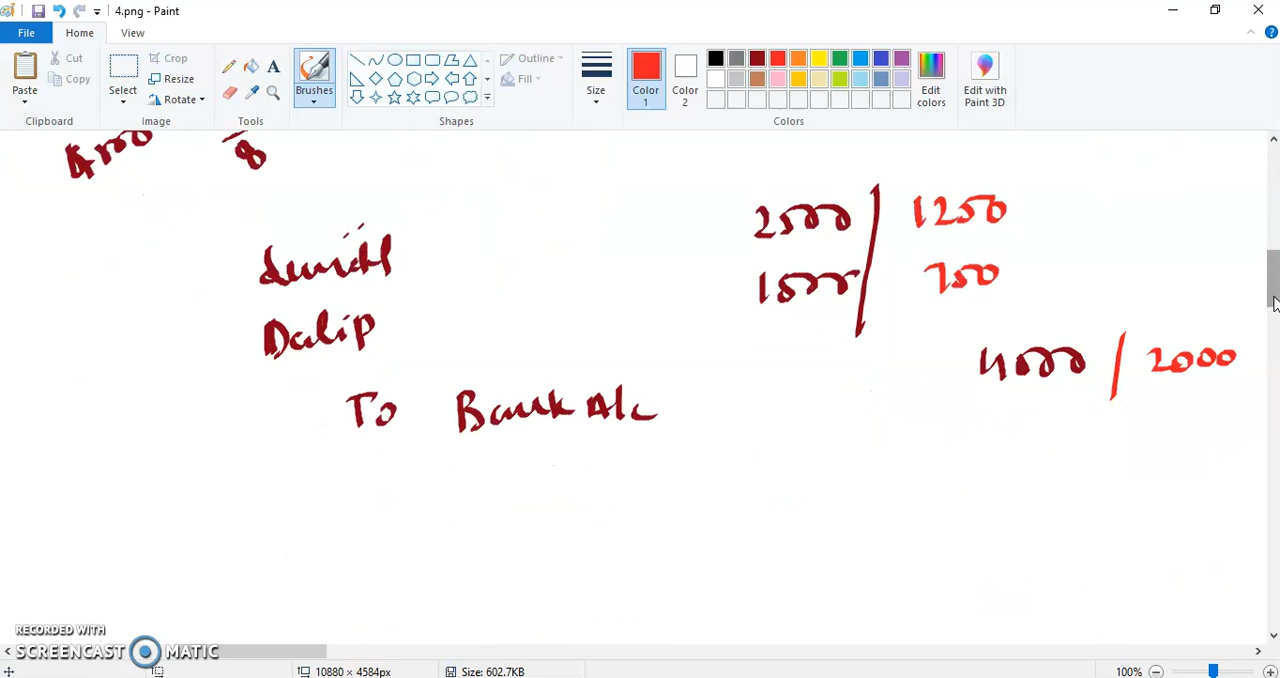 4.png - Paint
File Home View
Paste Cut Copy Select Crop Resize Rotate A Brushes Outline Fill Size Color 1 Color 2 Edit colors Edit with Paint 3D
Clipboard Image Tools Shapes Colors
8
2500 / 1250
1500 750
Dalip
4000 / 2000
To Bank A/c
RECORDED WITH
SCREENCAST MATIC
10880 × 4584px Size: 602.7KB 100%